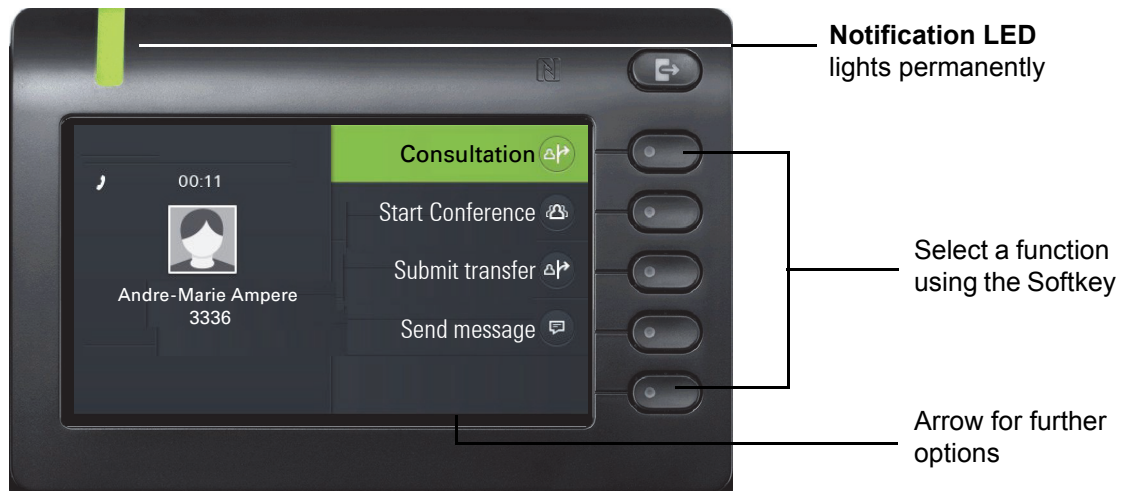 Notification LED
lights permanently
Consultation
00:11
Start Conference
Submit transfer
Andre-Marie Ampere
3336
Send message
Select a function
using the Softkey
Arrow for further
options